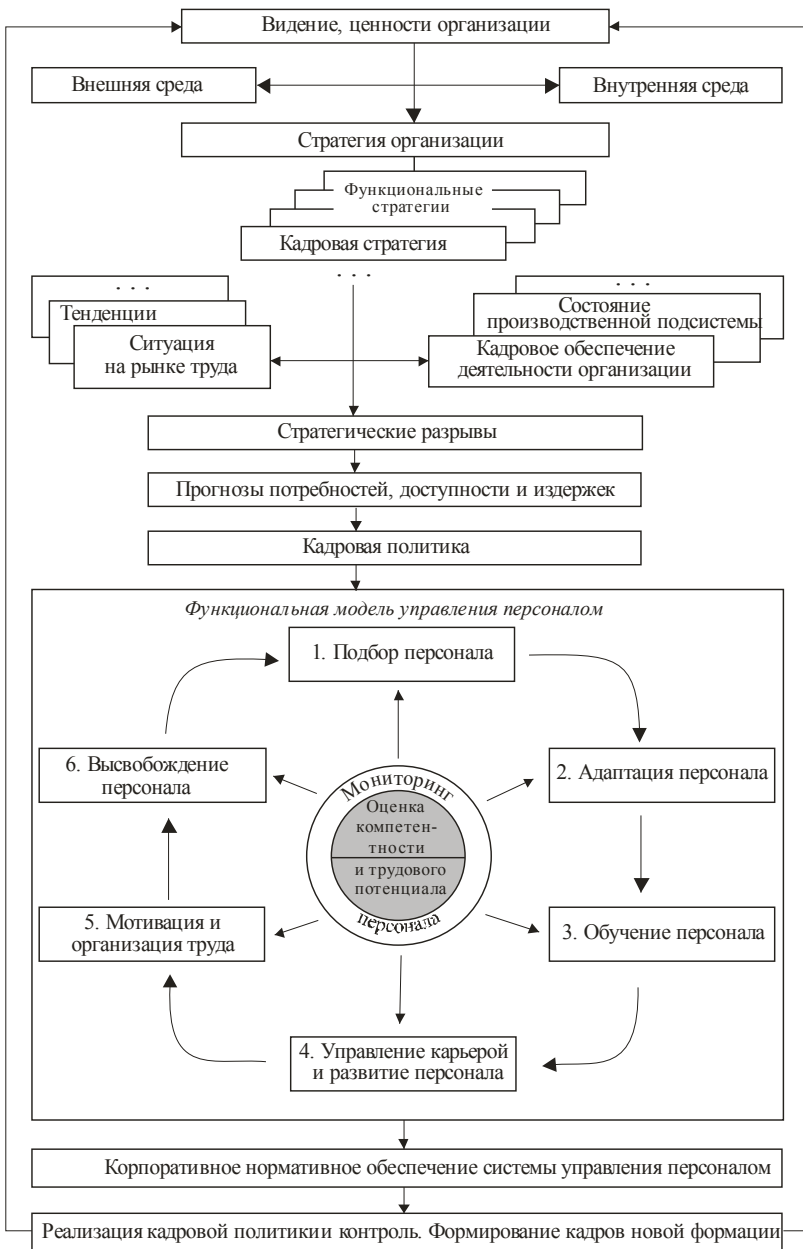 Видение, ценности организации
Внешняя среда
Внутренняя среда
Стратегия организации
Функциональные
стратегии
Кадровая стратегия
. . .
. . .
Тенденции
Ситуация
на рынке труда
. . .
Состояние
производственной подсистемы
Кадровое обеспечение
деятельности организации
Стратегические разрывы
Прогнозы потребностей, доступности и издержек
Кадровая политика
Функциональная модель управления персоналом
1. Подбор персонала
6. Высвобождение
персонала
2. Адаптация персонала
Мониторинг
Оценка
компетен-
тности
и трудового
потенциала
персонала
5. Мотивация и
организация труда
3. Обучение персонала
4. Управление карьерой
и развитие персонала
Корпоративное нормативное обеспечение системы управления персоналом
Реализация кадровой политикии контроль. Формирование кадров новой формации